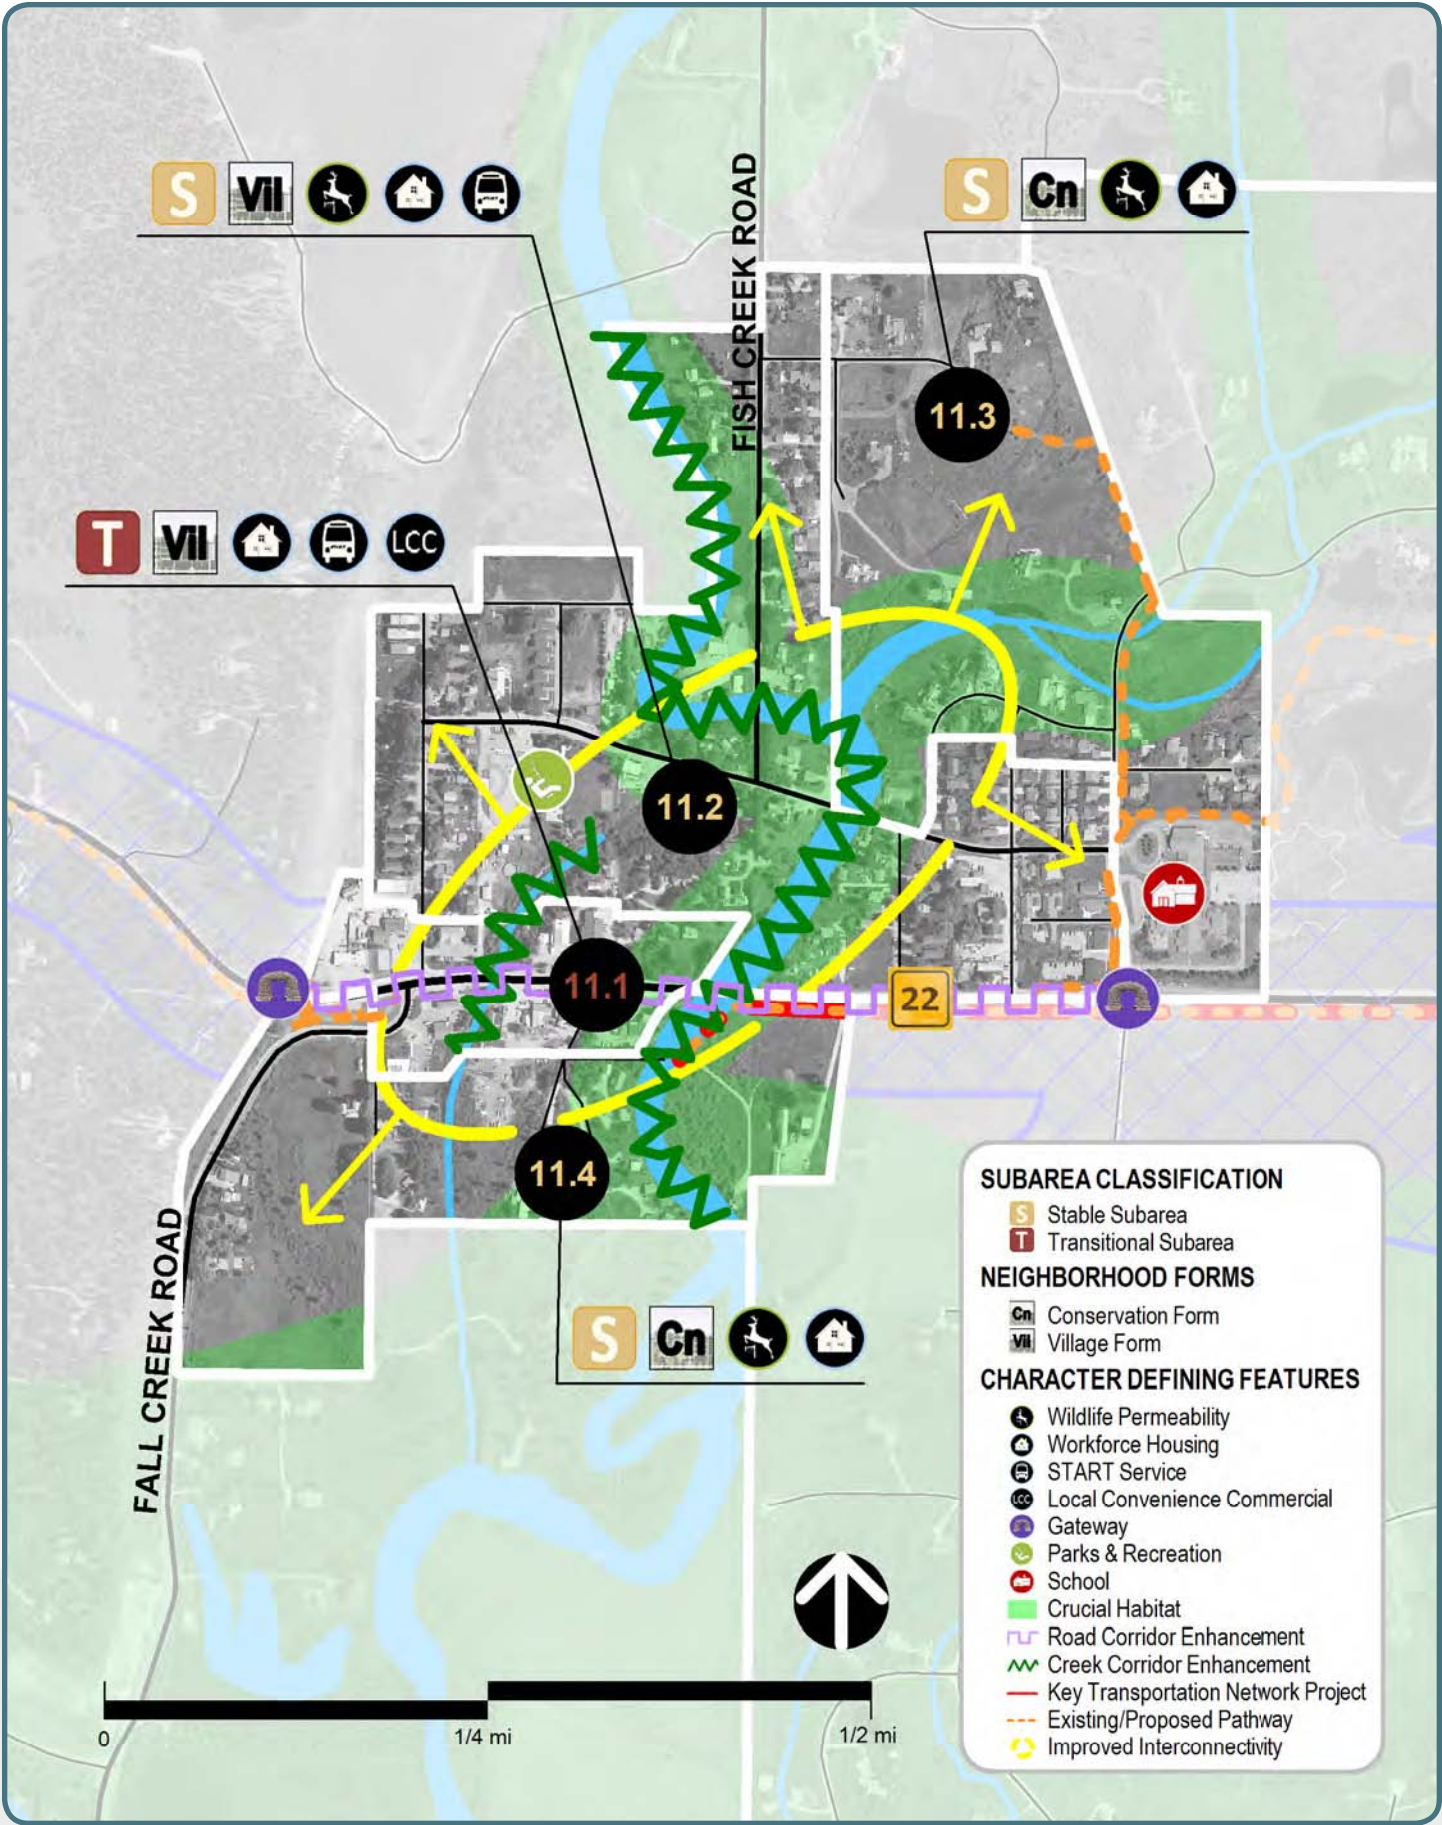 FISH CREEK ROAD
S Vil
S Cn
11.3
T Vil LCC
11.2
11.1
22
11.4
S Cn
FALL CREEK ROAD
SUBAREA CLASSIFICATION
S Stable Subarea
T Transitional Subarea
NEIGHBORHOOD FORMS
Cn Conservation Form
Vil Village Form
CHARACTER DEFINING FEATURES
Wildlife Permeability
Workforce Housing
START Service
LCC Local Convenience Commercial
Gateway
Parks & Recreation
School
Crucial Habitat
Road Corridor Enhancement
Creek Corridor Enhancement
Key Transportation Network Project
Existing/Proposed Pathway
Improved Interconnectivity
0 1/4 mi 1/2 mi